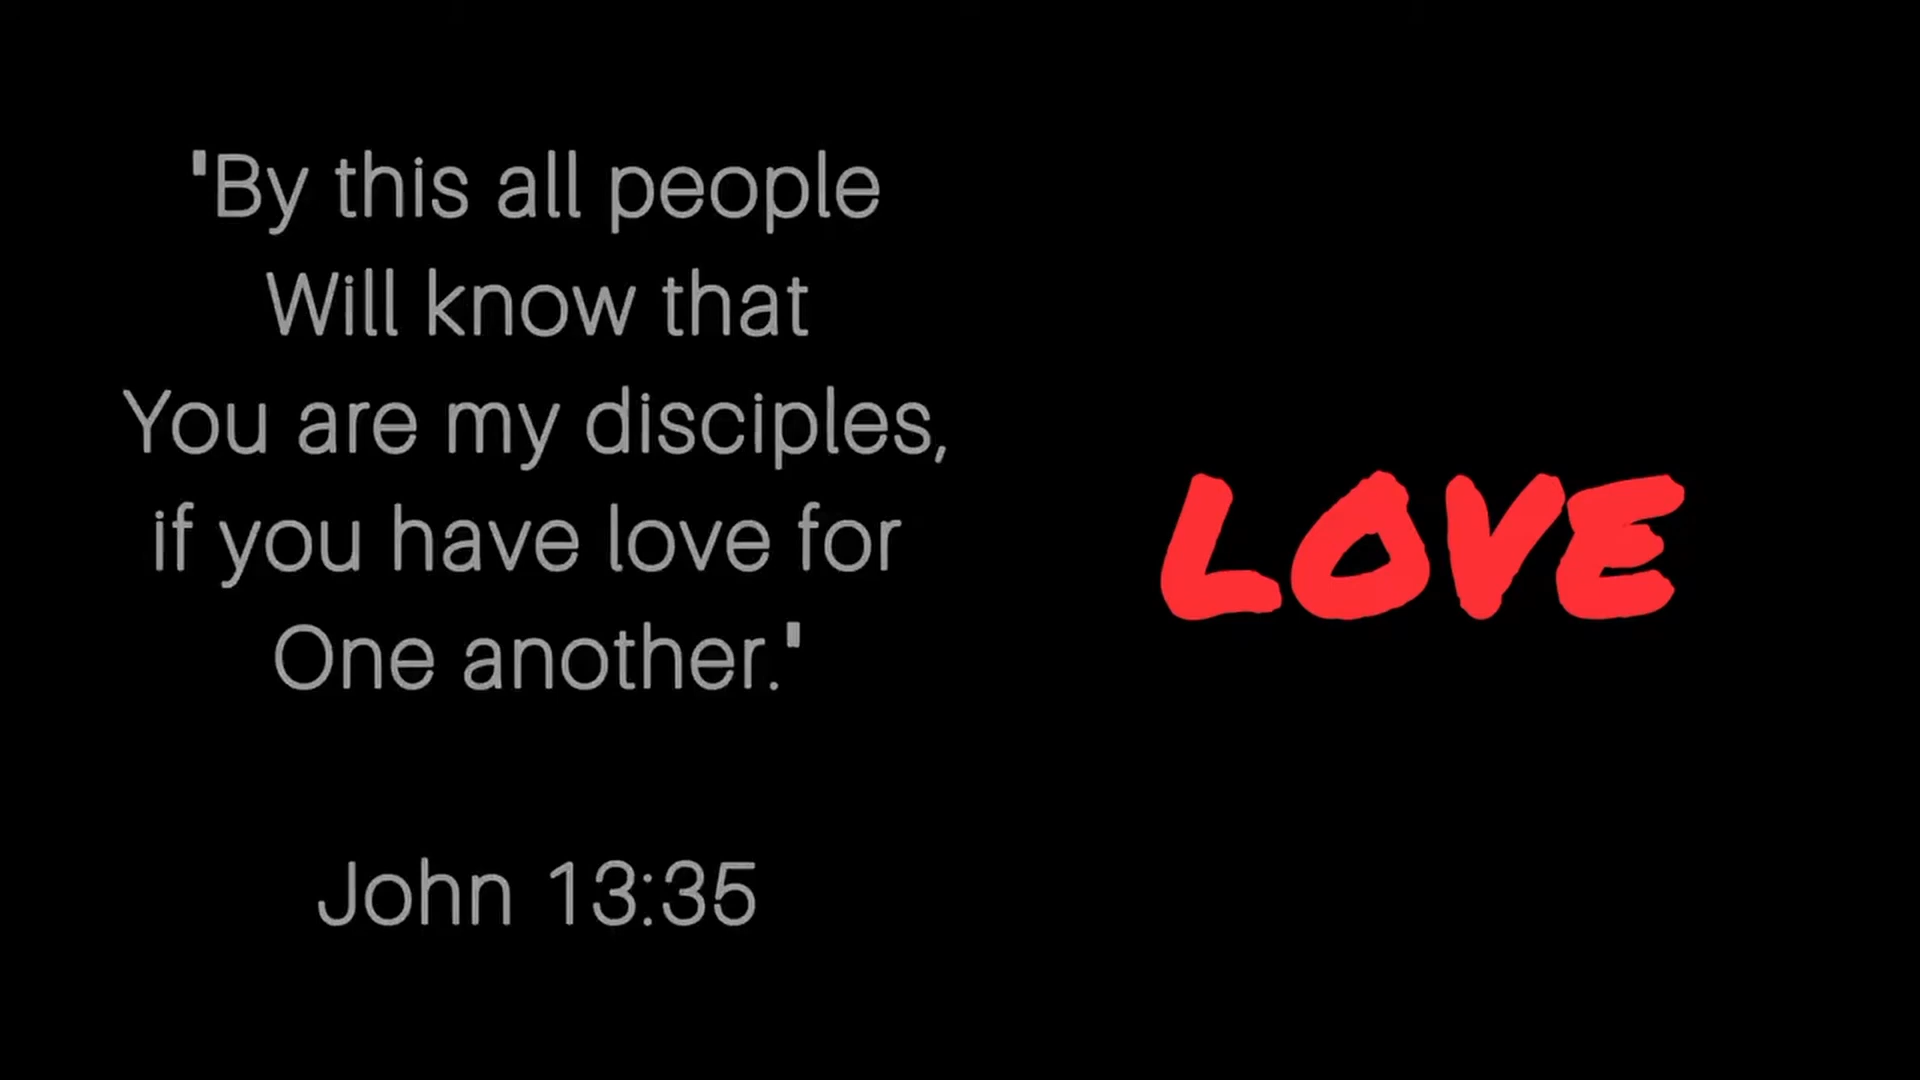 "By this all people
Will know that
You are my disciples,
if you have love for
One another."
John 13:35
LOVE